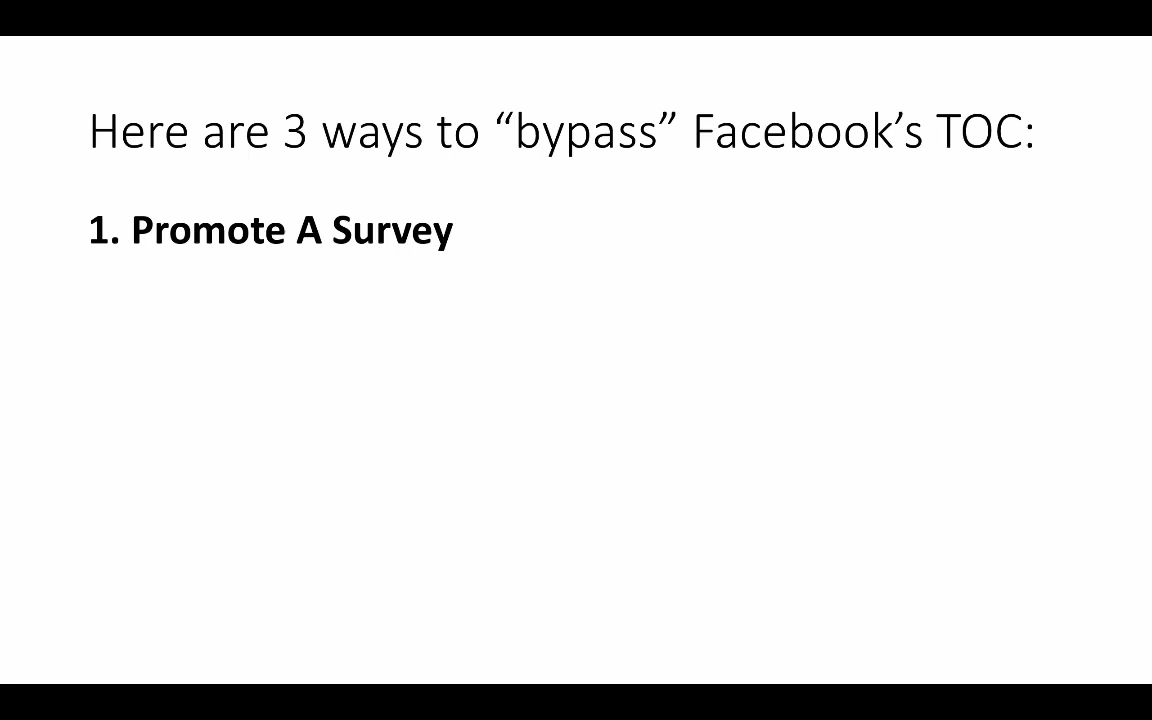 Here are 3 ways to “bypass” Facebook’s TOC:
1. Promote A Survey